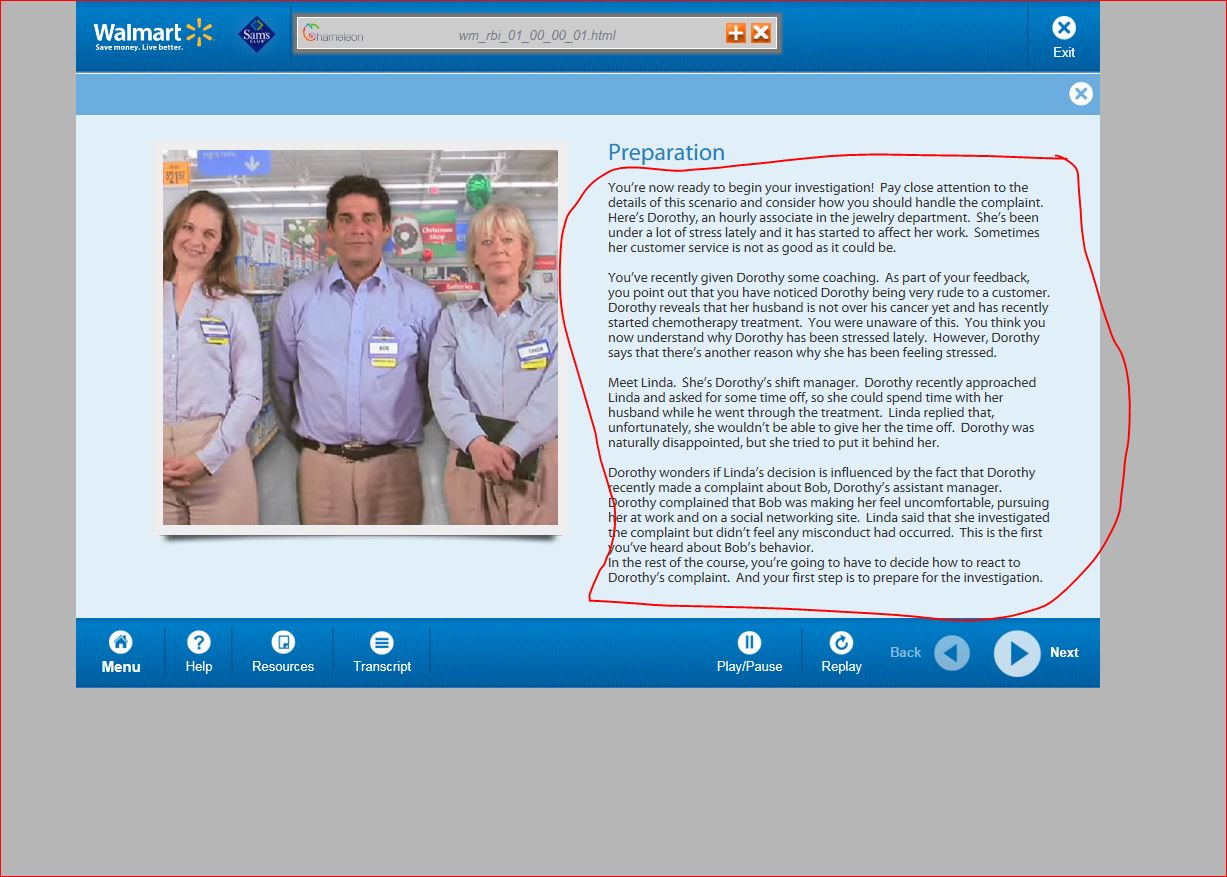 Walmart
Save money. Live better.
Sam's
CLUB
Chameleon
wm_rbi_01_00_00_01.html
Exit
right here.
$21
Christmas
Shop
Batteries
BOB
LINDA
Preparation
You're now ready to begin your investigation!  Pay close attention to the
details of this scenario and consider how you should handle the complaint.
Here's Dorothy, an hourly associate in the jewelry department.  She's been
under a lot of stress lately and it has started to affect her work.  Sometimes
her customer service is not as good as it could be.
You've recently given Dorothy some coaching.  As part of your feedback,
you point out that you have noticed Dorothy being very rude to a customer.
Dorothy reveals that her husband is not over his cancer yet and has recently
started chemotherapy treatment.  You were unaware of this.  You think you
now understand why Dorothy has been stressed lately.  However, Dorothy
says that there's another reason why she has been feeling stressed.
Meet Linda.  She's Dorothy's shift manager.  Dorothy recently approached
Linda and asked for some time off, so she could spend time with her
husband while he went through the treatment.  Linda replied that,
unfortunately, she wouldn't be able to give her the time off.  Dorothy was
naturally disappointed, but she tried to put it behind her.
Dorothy wonders if Linda's decision is influenced by the fact that Dorothy
recently made a complaint about Bob, Dorothy's assistant manager.
Dorothy complained that Bob was making her feel uncomfortable, pursuing
her at work and on a social networking site.  Linda said that she investigated
the complaint but didn't feel any misconduct had occurred.  This is the first
you've heard about Bob's behavior.
In the rest of the course, you're going to have to decide how to react to
Dorothy's complaint.  And your first step is to prepare for the investigation.
Menu
Help
Resources
Transcript
Play/Pause
Replay
Back
Next